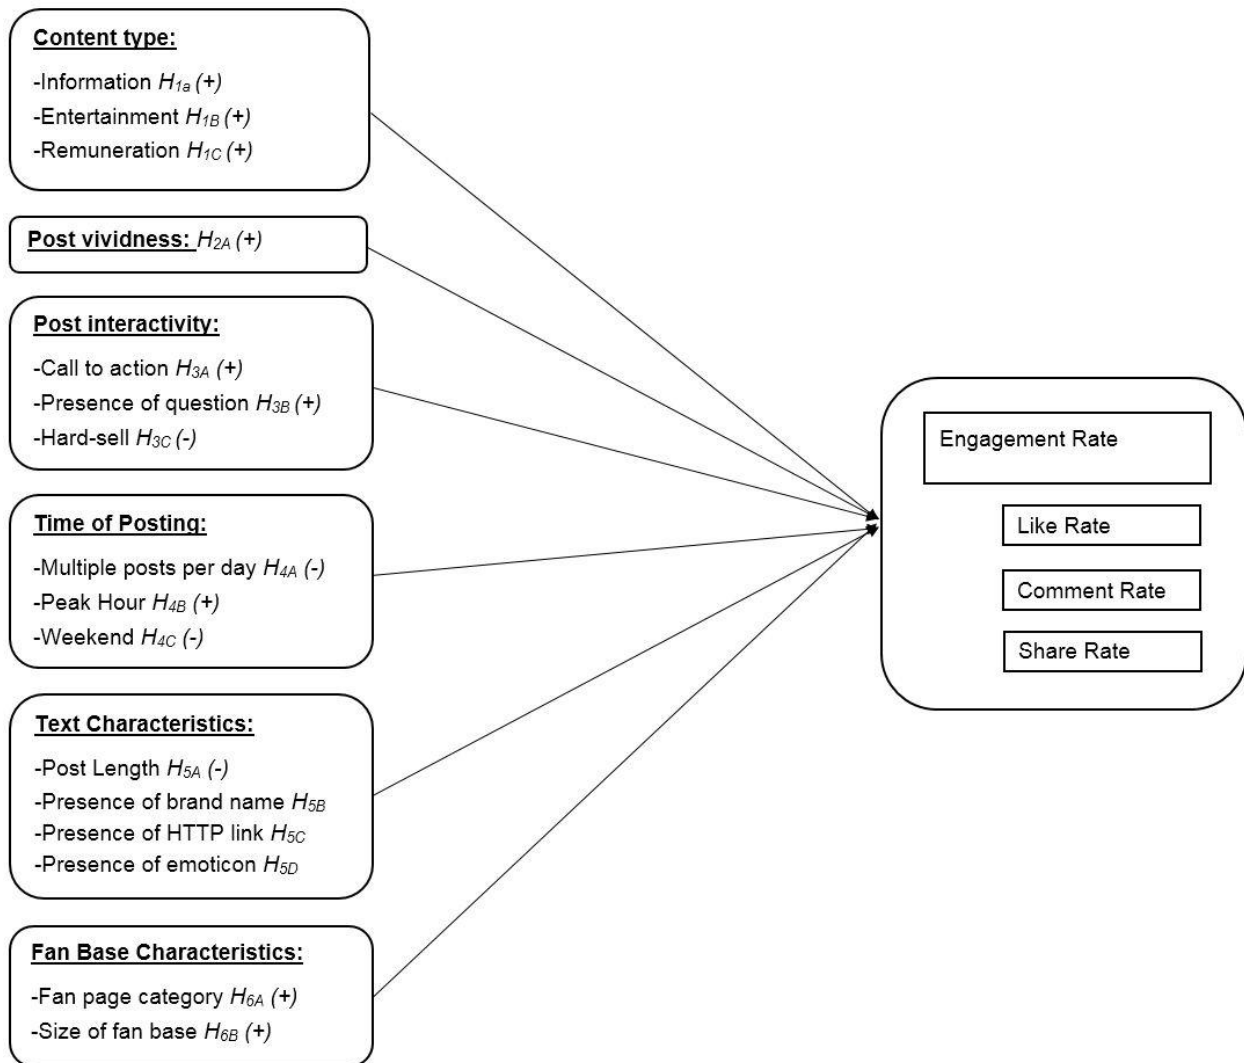 Content type:
-Information H1a (+)
-Entertainment H1B (+)
-Remuneration H1C (+)
Post vividness: H2A (+)
Post interactivity:
-Call to action H3A (+)
-Presence of question H3B (+)
-Hard-sell H3C (-)
Time of Posting:
-Multiple posts per day H4A (-)
-Peak Hour H4B (+)
-Weekend H4C (-)
Text Characteristics:
-Post Length H5A (-)
-Presence of brand name H5B
-Presence of HTTP link H5C
-Presence of emoticon H5D
Fan Base Characteristics:
-Fan page category H6A (+)
-Size of fan base H6B (+)
Engagement Rate
Like Rate
Comment Rate
Share Rate